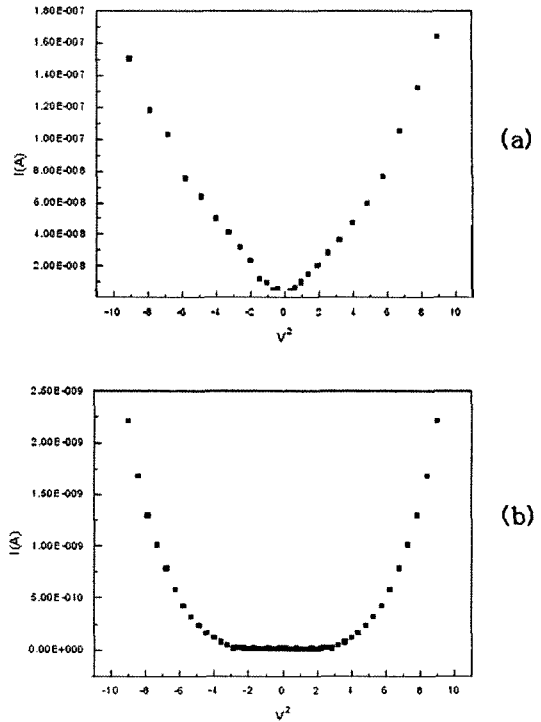 1.80E-007
1.60E-007
1.40E-007
1.20E-007
1.00E-007
8.00E-008
6.00E-008
4.00E-008
2.00E-008
I(A)
-10 -8 -6 -4 -2 0 2 4 6 8 10
V²
(a)
2.50E-009
2.00E-009
1.50E-009
1.00E-009
5.00E-010
0.00E+000
I(A)
-10 -8 -6 -4 -2 0 2 4 6 8 10
V²
(b)